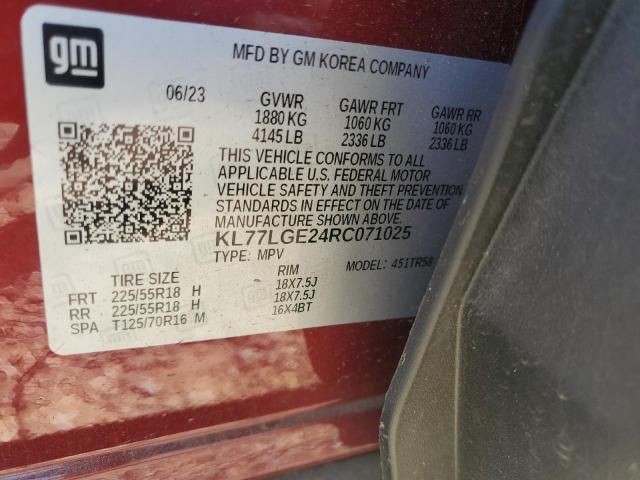 gm
MFD BY GM KOREA COMPANY
06/23 GVWR GAWR FRT GAWR RR
1880 KG 1060 KG 1060 KG
4145 LB 2336 LB 2336 LB
THIS VEHICLE CONFORMS TO ALL
APPLICABLE U.S. FEDERAL MOTOR
VEHICLE SAFETY AND THEFT PREVENTION
STANDARDS IN EFFECT ON THE DATE OF
MANUFACTURE SHOWN ABOVE.
KL77LGE24RC071025
TYPE: MPV MODEL: 451TR58
TIRE SIZE RIM
FRT 225/55R18 H 18X7.5J
RR 225/55R18 H 18X7.5J
SPA T125/70R16 M 16X4BT